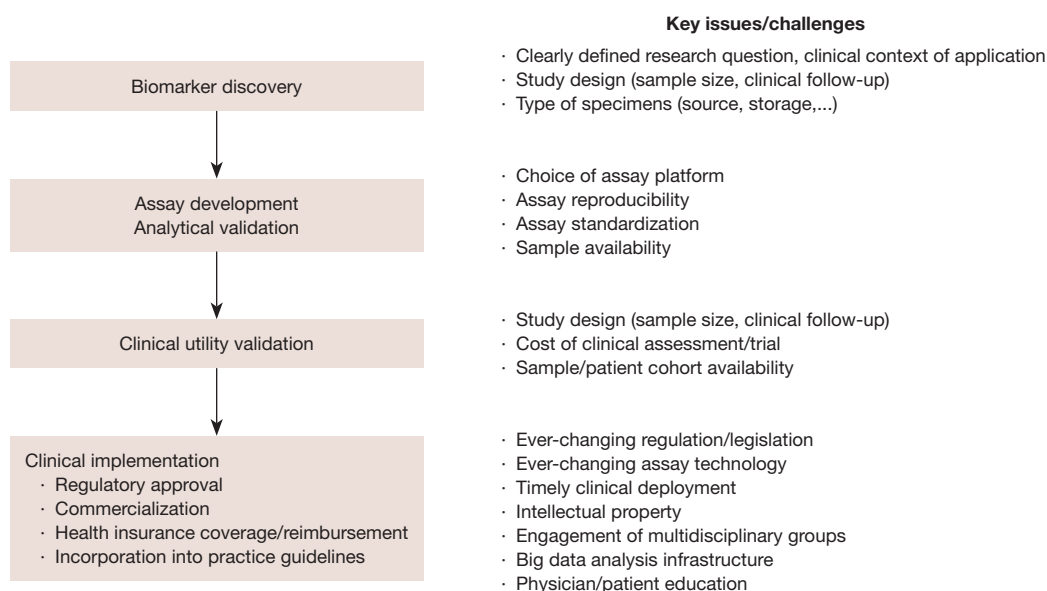 Key issues/challenges
Biomarker discovery
· Clearly defined research question, clinical context of application
· Study design (sample size, clinical follow-up)
· Type of specimens (source, storage,...)
Assay development
Analytical validation
· Choice of assay platform
· Assay reproducibility
· Assay standardization
· Sample availability
Clinical utility validation
· Study design (sample size, clinical follow-up)
· Cost of clinical assessment/trial
· Sample/patient cohort availability
Clinical implementation
· Regulatory approval
· Commercialization
· Health insurance coverage/reimbursement
· Incorporation into practice guidelines
· Ever-changing regulation/legislation
· Ever-changing assay technology
· Timely clinical deployment
· Intellectual property
· Engagement of multidisciplinary groups
· Big data analysis infrastructure
· Physician/patient education